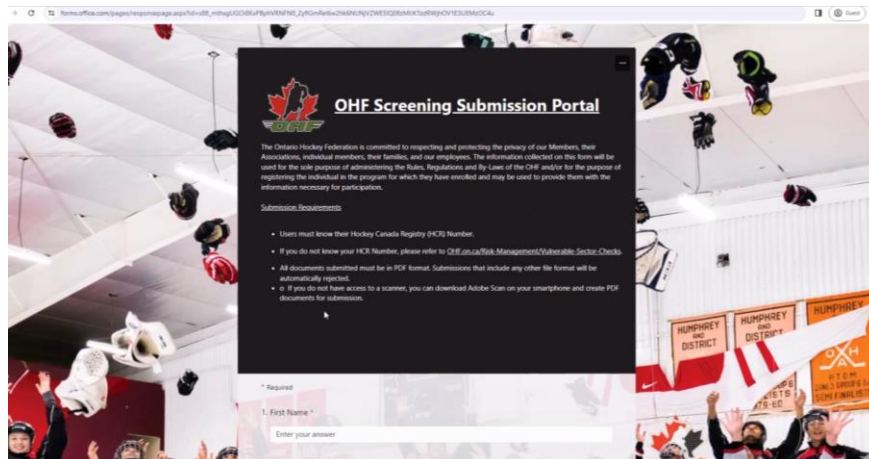 Guest
OHF Screening Submission Portal
OHF
The Ontario Hockey Federation is committed to respecting and protecting the privacy of our Members, their
Associations, individual members, their families, and our employees. The information collected on this form will be
used for the sole purpose of administering the Rules, Regulations and By-Laws of the OHF and/or for the purpose of
registering the individual in the program for which they have enrolled and may be used to provide them with the
information necessary for participation.
Submission Requirements
• Users must know their Hockey Canada Registry (HCR) Number.
• If you do not know your HCR Number, please refer to OHF.on.ca/Risk-Management/Vulnerable-Sector-Checks.
• All documents submitted must be in PDF format. Submissions that include any other file format will be
automatically rejected.
• o If you do not have access to a scanner, you can download Adobe Scan on your smartphone and create PDF
documents for submission.
* Required
1. First Name *
Enter your answer
HUMPHREY
AND
DISTRICT
HUMPHREY
AND
DISTRICT
HUMPHREY
O H A
SEMI FINALIST